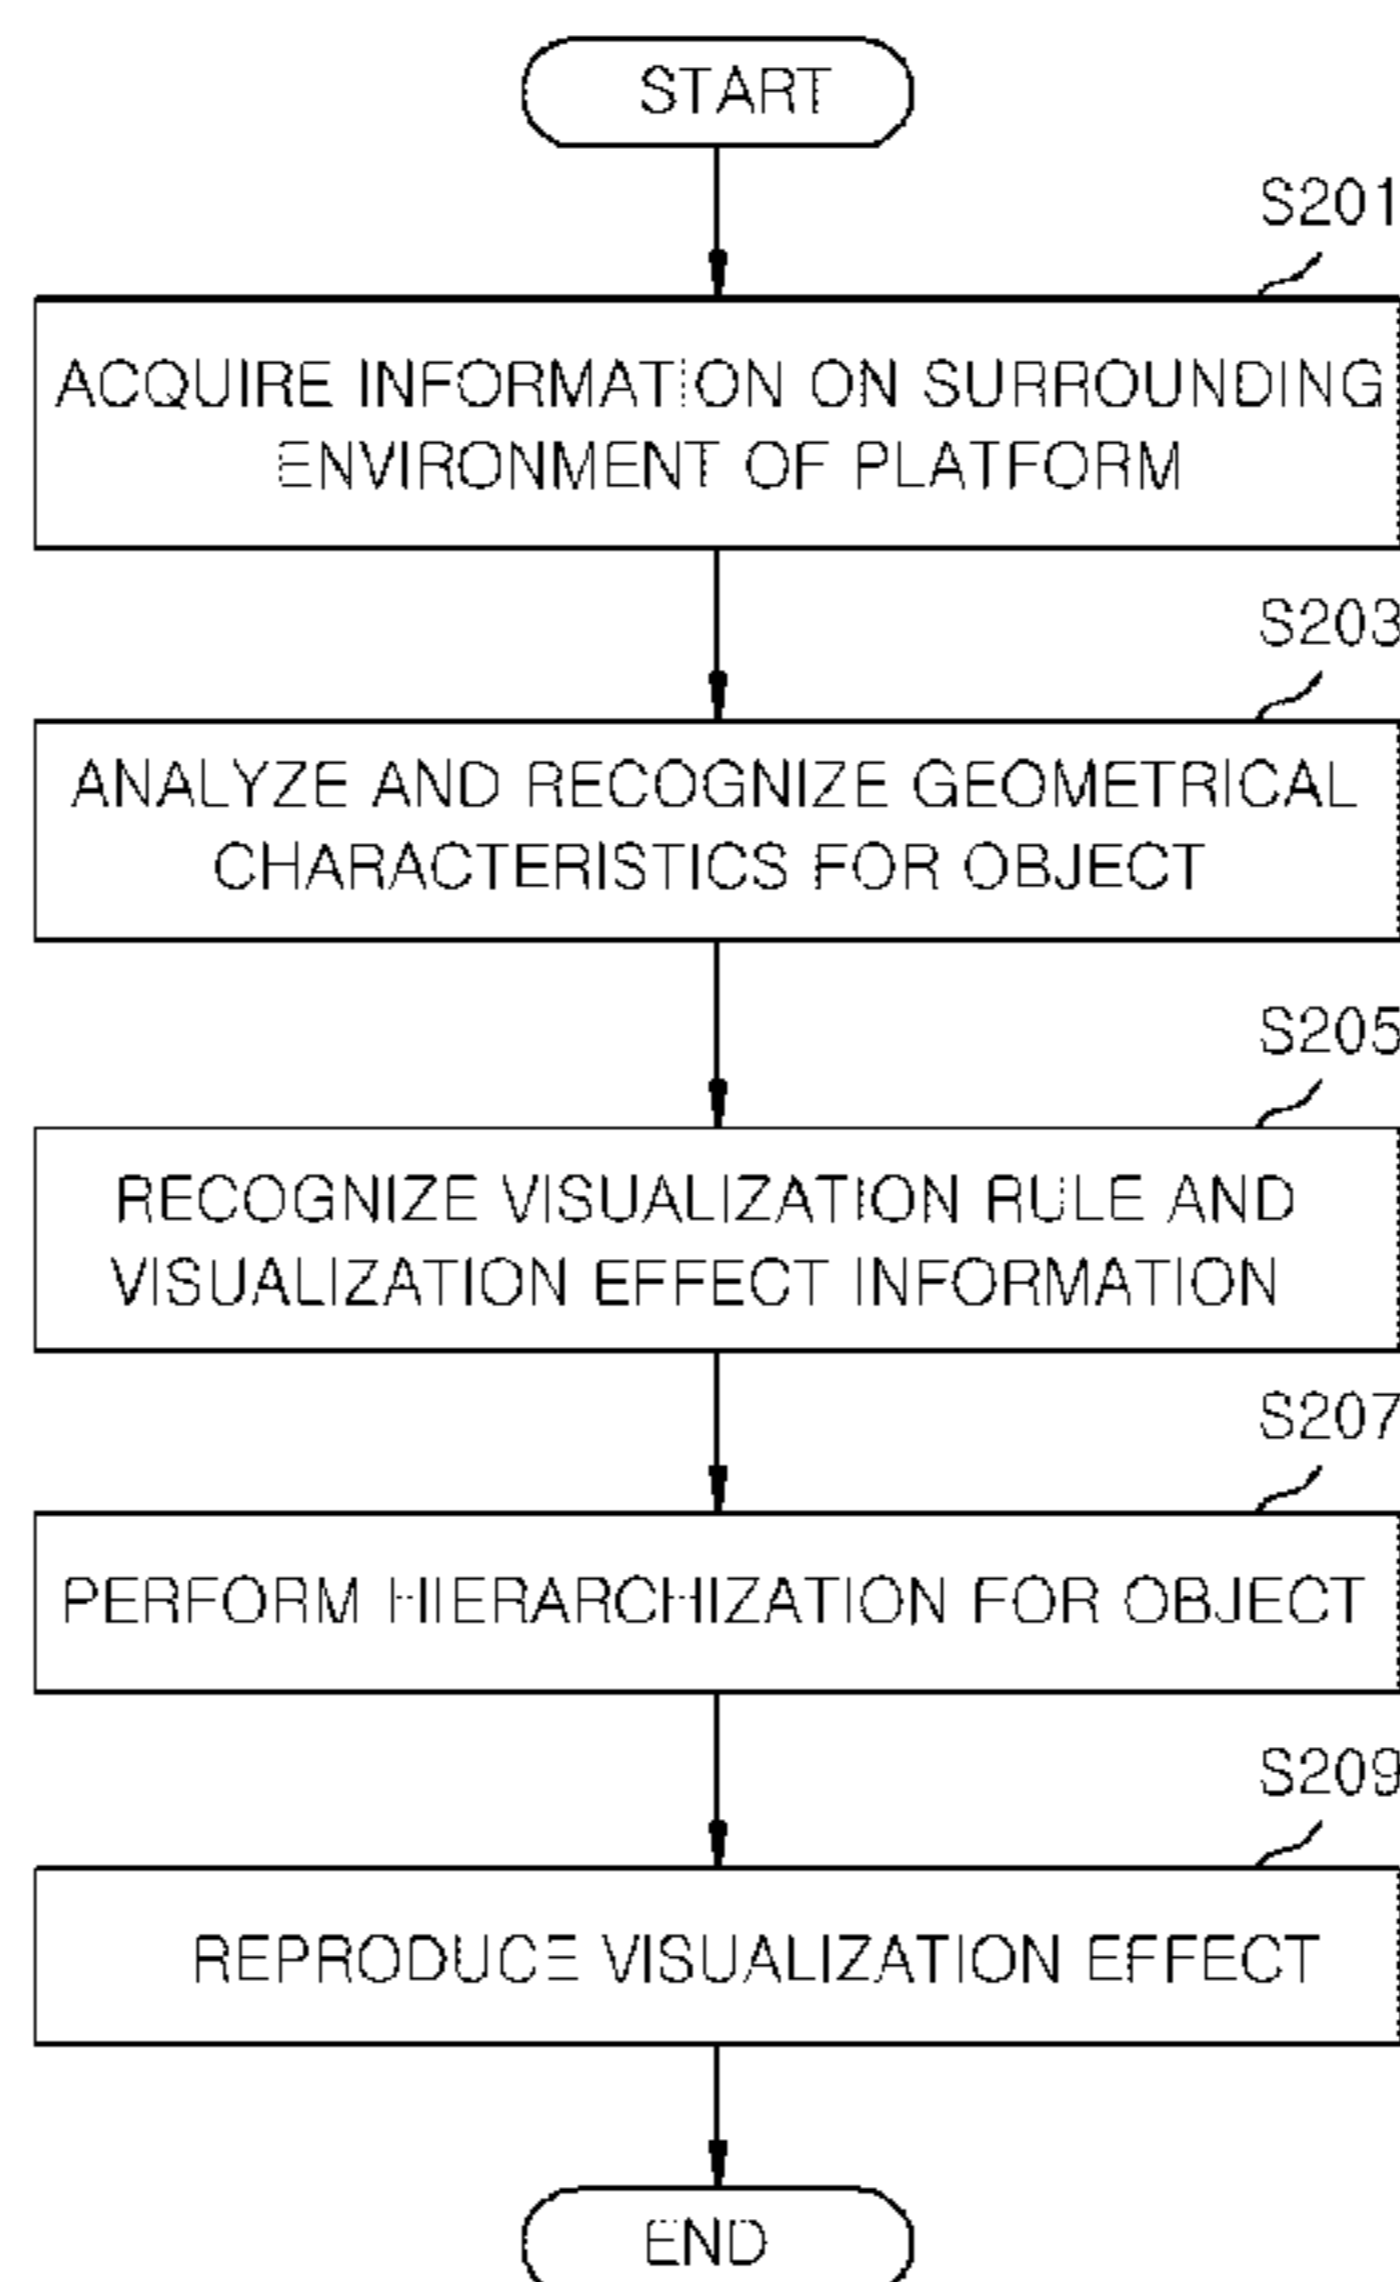 START
S201
ACQUIRE INFORMATION ON SURROUNDING
ENVIRONMENT OF PLATFORM
S203
ANALYZE AND RECOGNIZE GEOMETRICAL
CHARACTERISTICS FOR OBJECT
S205
RECOGNIZE VISUALIZATION RULE AND
VISUALIZATION EFFECT INFORMATION
S207
PERFORM HIERARCHIZATION FOR OBJECT
S209
REPRODUCE VISUALIZATION EFFECT
END